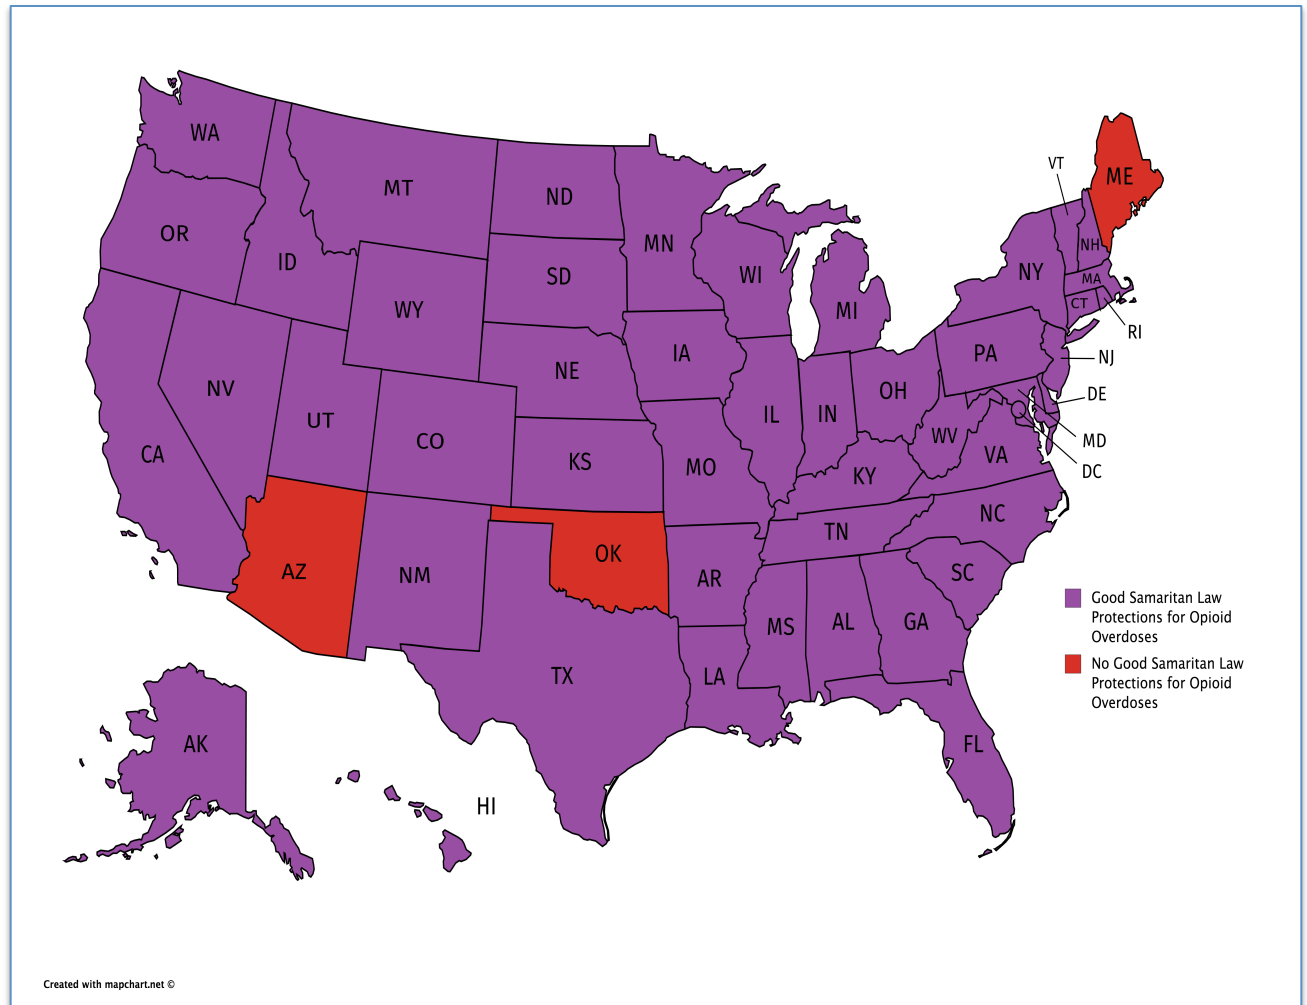 WA
MT
ND
MN
VT
ME
OR
ID
SD
WI
NH
NY
MA
WY
MI
CT
RI
IA
PA
NJ
NE
NV
OH
DE
UT
IL
IN
CO
WV
MD
CA
KS
MO
VA
DC
KY
NC
TN
OK
AZ
NM
AR
SC
MS
AL
GA
TX
LA
AK
FL
HI
Good Samaritan Law
Protections for Opioid
Overdoses
No Good Samaritan Law
Protections for Opioid
Overdoses
Created with mapchart.net ©